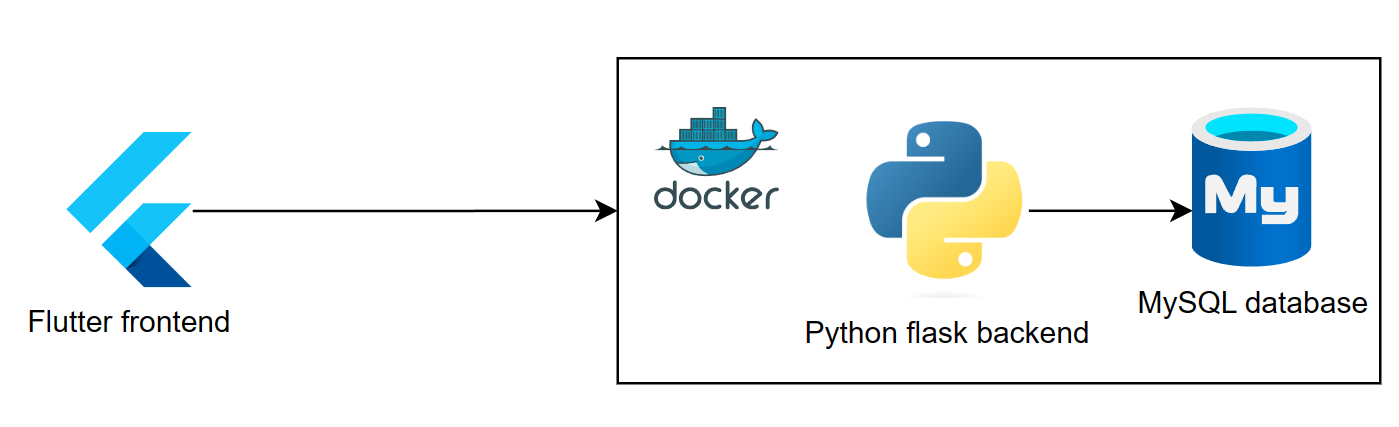 docker
My
Flutter frontend
Python flask backend
MySQL database